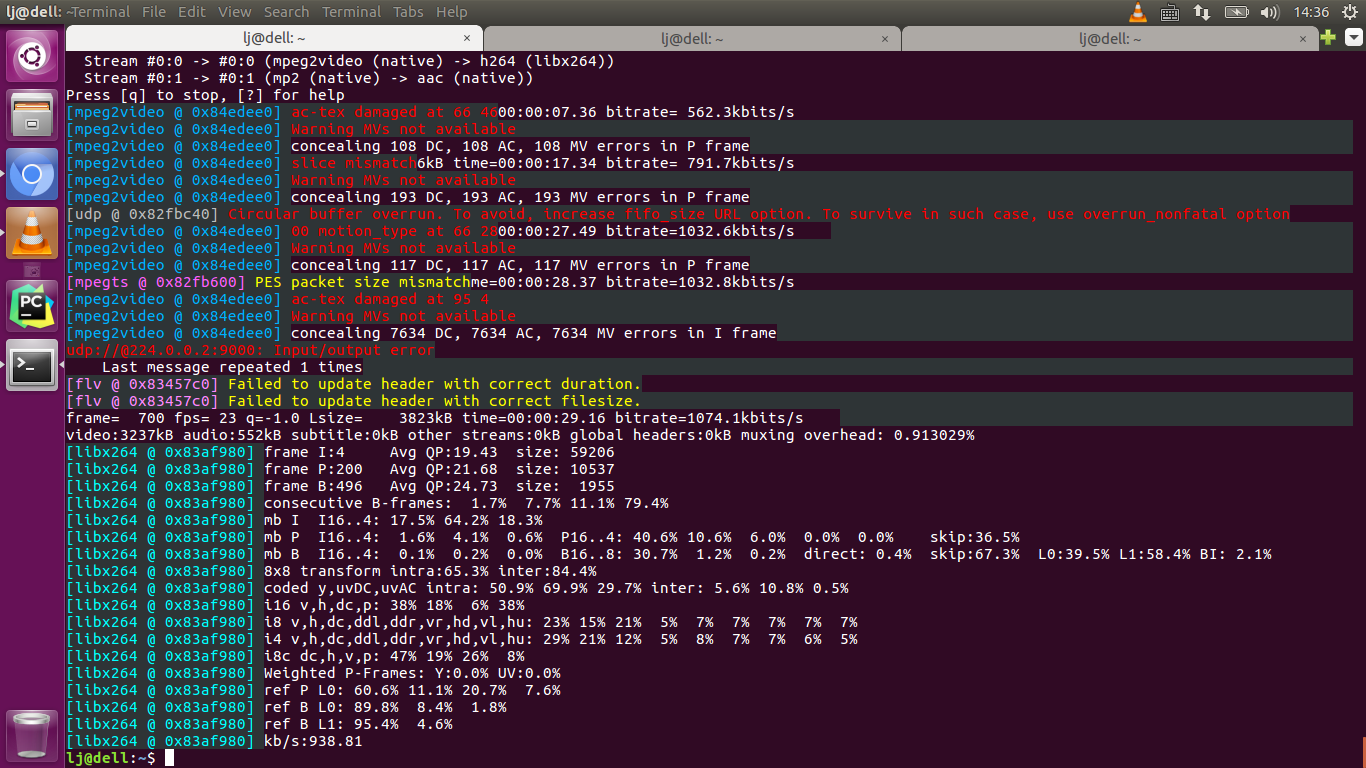 lj@dell: ~ Terminal File Edit View Search Terminal Tabs Help 14:36
lj@dell: ~ × lj@dell: ~ × lj@dell: ~ ×
Stream #0:0 -> #0:0 (mpeg2video (native) -> h264 (libx264))
Stream #0:1 -> #0:1 (mp2 (native) -> aac (native))
Press [q] to stop, [?] for help
[mpeg2video @ 0x84edee0] ac-tex damaged at 66 4600:00:07.36 bitrate= 562.3kbits/s
[mpeg2video @ 0x84edee0] Warning MVs not available
[mpeg2video @ 0x84edee0] concealing 108 DC, 108 AC, 108 MV errors in P frame
[mpeg2video @ 0x84edee0] slice mismatch6kB time=00:00:17.34 bitrate= 791.7kbits/s
[mpeg2video @ 0x84edee0] Warning MVs not available
[mpeg2video @ 0x84edee0] concealing 193 DC, 193 AC, 193 MV errors in P frame
[udp @ 0x82fbc40] Circular buffer overrun. To avoid, increase fifo_size URL option. To survive in such case, use overrun_nonfatal option
[mpeg2video @ 0x84edee0] 00 motion_type at 66 2800:00:27.49 bitrate=1032.6kbits/s
[mpeg2video @ 0x84edee0] Warning MVs not available
[mpeg2video @ 0x84edee0] concealing 117 DC, 117 AC, 117 MV errors in P frame
[mpegts @ 0x82fb600] PES packet size mismatchme=00:00:28.37 bitrate=1032.8kbits/s
[mpeg2video @ 0x84edee0] ac-tex damaged at 95 4
[mpeg2video @ 0x84edee0] Warning MVs not available
[mpeg2video @ 0x84edee0] concealing 7634 DC, 7634 AC, 7634 MV errors in I frame
udp://@224.0.0.2:9000: Input/output error
Last message repeated 1 times
[flv @ 0x83457c0] Failed to update header with correct duration.
[flv @ 0x83457c0] Failed to update header with correct filesize.
frame=  700 fps= 23 q=-1.0 Lsize=    3823kB time=00:00:29.16 bitrate=1074.1kbits/s
video:3237kB audio:552kB subtitle:0kB other streams:0kB global headers:0kB muxing overhead: 0.913029%
[libx264 @ 0x83af980] frame I:4     Avg QP:19.43  size: 59206
[libx264 @ 0x83af980] frame P:200   Avg QP:21.68  size: 10537
[libx264 @ 0x83af980] frame B:496   Avg QP:24.73  size:  1955
[libx264 @ 0x83af980] consecutive B-frames:  1.7%  7.7% 11.1% 79.4%
[libx264 @ 0x83af980] mb I  I16..4: 17.5% 64.2% 18.3%
[libx264 @ 0x83af980] mb P  I16..4:  1.6%  4.1%  0.6%  P16..4: 40.6% 10.6%  6.0%  0.0%  0.0%    skip:36.5%
[libx264 @ 0x83af980] mb B  I16..4:  0.1%  0.2%  0.0%  B16..8: 30.7%  1.2%  0.2%  direct: 0.4%  skip:67.3%  L0:39.5% L1:58.4% BI: 2.1%
[libx264 @ 0x83af980] 8x8 transform intra:65.3% inter:84.4%
[libx264 @ 0x83af980] coded y,uvDC,uvAC intra: 50.9% 69.9% 29.7% inter: 5.6% 10.8% 0.5%
[libx264 @ 0x83af980] i16 v,h,dc,p: 38% 18%  6% 38%
[libx264 @ 0x83af980] i8 v,h,dc,ddl,ddr,vr,hd,vl,hu: 23% 15% 21%  5%  7%  7%  7%  7%  7%
[libx264 @ 0x83af980] i4 v,h,dc,ddl,ddr,vr,hd,vl,hu: 29% 21% 12%  5%  8%  7%  7%  6%  5%
[libx264 @ 0x83af980] i8c dc,h,v,p: 47% 19% 26%  8%
[libx264 @ 0x83af980] Weighted P-Frames: Y:0.0% UV:0.0%
[libx264 @ 0x83af980] ref P L0: 60.6% 11.1% 20.7%  7.6%
[libx264 @ 0x83af980] ref B L0: 89.8%  8.4%  1.8%
[libx264 @ 0x83af980] ref B L1: 95.4%  4.6%
[libx264 @ 0x83af980] kb/s:938.81
lj@dell:~$
PC